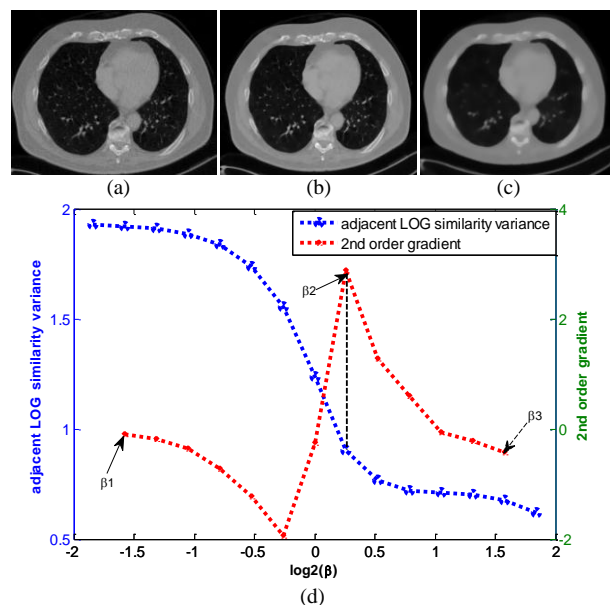 (a)
(b)
(c)
2
1.5
1
0.5
adjacent LOG similarity variance
4
2
0
-2
2nd order gradient
adjacent LOG similarity variance
2nd order gradient
β1
β2
β3
-2
-1.5
-1
-0.5
0
0.5
1
1.5
2
log2(β)
(d)